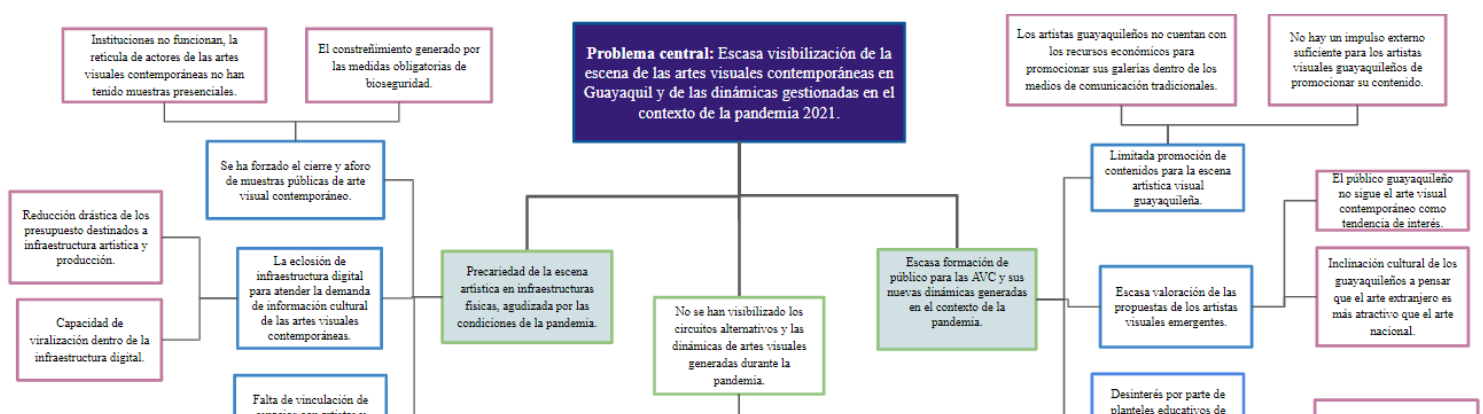 Instituciones no funcionan, la
retícula de actores de las artes
visuales contemporáneas no han
tenido muestras presenciales.
El constreñimiento generado por
las medidas obligatorias de
bioseguridad.
Problema central: Escasa visibilización de la
escena de las artes visuales contemporáneas en
Guayaquil y de las dinámicas gestionadas en el
contexto de la pandemia 2021.
Los artistas guayaquileños no cuentan con
los recursos económicos para
promocionar sus galerías dentro de los
medios de comunicación tradicionales.
No hay un impulso externo
suficiente para los artistas
visuales guayaquileños de
promocionar su contenido.
Se ha forzado el cierre y aforo
de muestras públicas de arte
visual contemporáneo.
Limitada promoción de
contenidos para la escena
artística visual
guayaquileña.
El público guayaquileño
no sigue el arte visual
contemporáneo como
tendencia de interés.
Reducción drástica de los
presupuesto destinados a
infraestructura artística y
producción.
La eclosión de
infraestructura digital
para atender la demanda
de información cultural
de las artes visuales
contemporáneas.
Precariedad de la escena
artística en infraestructuras
físicas, agudizada por las
condiciones de la pandemia.
Escasa formación de
público para las AVC y sus
nuevas dinámicas generadas
en el contexto de la
pandemia.
Escasa valoración de las
propuestas de los artistas
visuales emergentes.
Inclinación cultural de los
guayaquileños a pensar
que el arte extranjero es
más atractivo que el arte
nacional.
Capacidad de
viralización dentro de la
infraestructura digital.
No se han visibilizado los
circuitos alternativos y las
dinámicas de artes visuales
generadas durante la
pandemia.
Falta de vinculación de
Desinterés por parte de
planteles educativos de